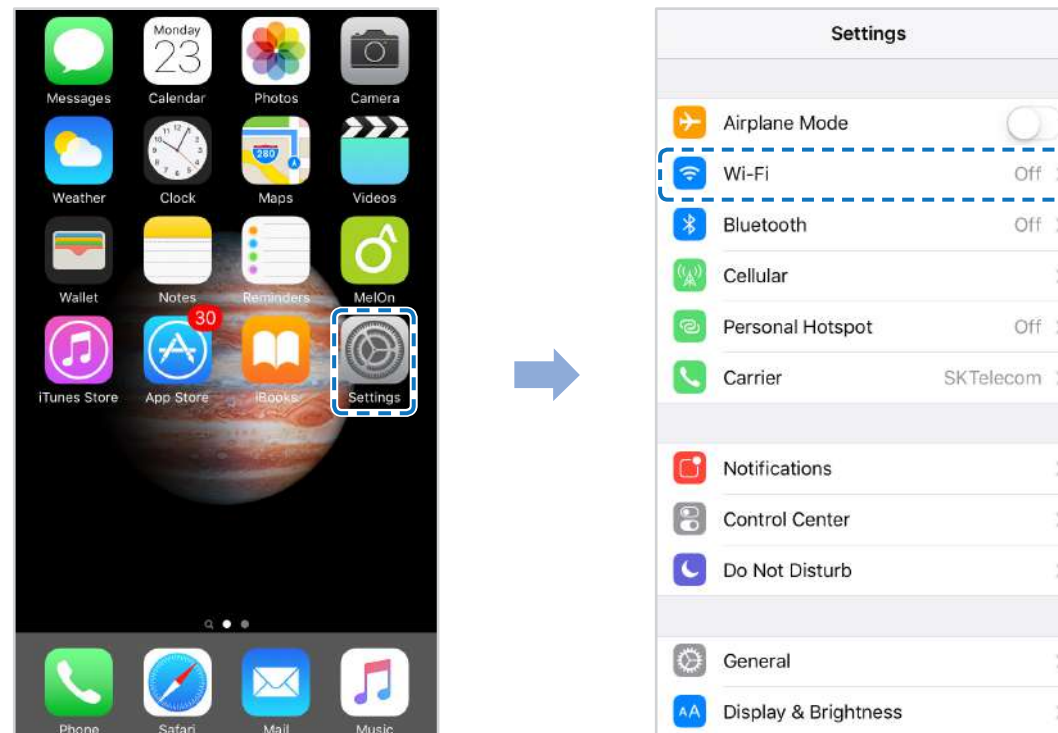 Monday
23
Messages Calendar Photos Camera
280
Weather Clock Maps Videos
Wallet Notes Reminders MelOn
30
iTunes Store App Store iBooks Settings
Phone Safari Mail Music
Settings
Airplane Mode
Wi-Fi Off
Bluetooth Off
Cellular
Personal Hotspot Off
Carrier SKTelecom
Notifications
Control Center
Do Not Disturb
General
AA Display & Brightness